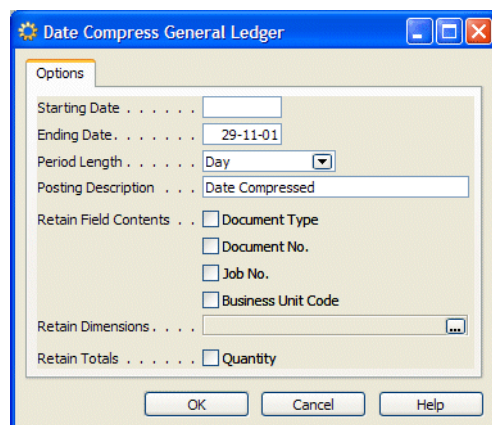 Date Compress General Ledger
Options
Starting Date . . . . . .
Ending Date. . . . . . . 29-11-01
Period Length . . . . . . Day
Posting Description . . . Date Compressed
Retain Field Contents . . Document Type
Document No.
Job No.
Business Unit Code
Retain Dimensions. . . . ...
Retain Totals . . . . . . Quantity
OK Cancel Help